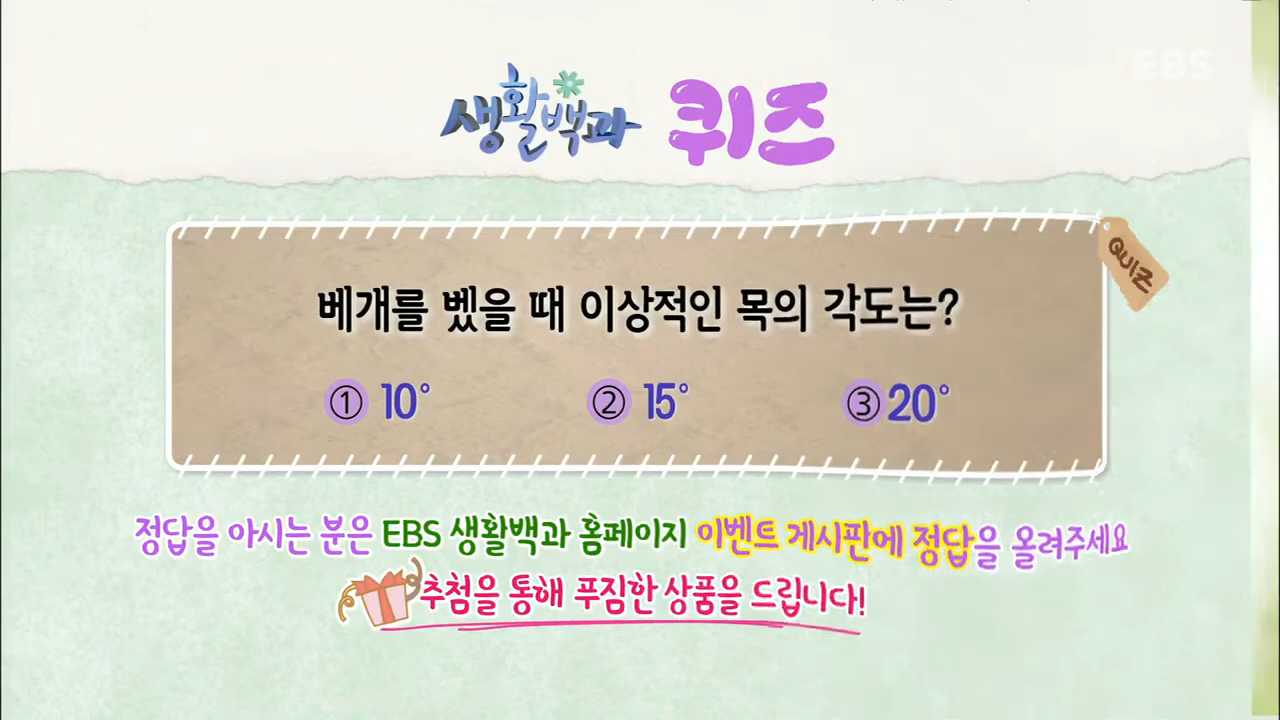 EBS
생활백과 퀴즈
QUIZ
베개를 벴을 때 이상적인 목의 각도는?
① 10° ② 15° ③ 20°
정답을 아시는 분은 EBS 생활백과 홈페이지 이벤트 게시판에 정답을 올려주세요
추첨을 통해 푸짐한 상품을 드립니다!